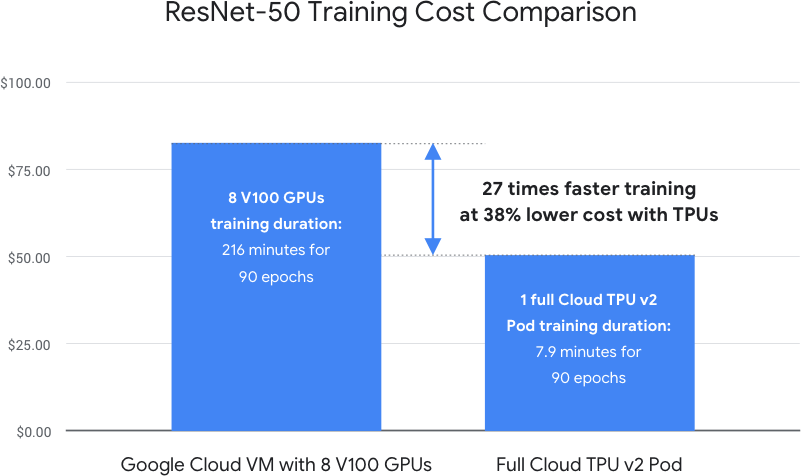 ResNet-50 Training Cost Comparison
$100.00
$75.00
$50.00
$25.00
$0.00
8 V100 GPUs
training duration:
216 minutes for
90 epochs
27 times faster training
at 38% lower cost with TPUs
1 full Cloud TPU v2
Pod training duration:
7.9 minutes for
90 epochs
Google Cloud VM with 8 V100 GPUs
Full Cloud TPU v2 Pod